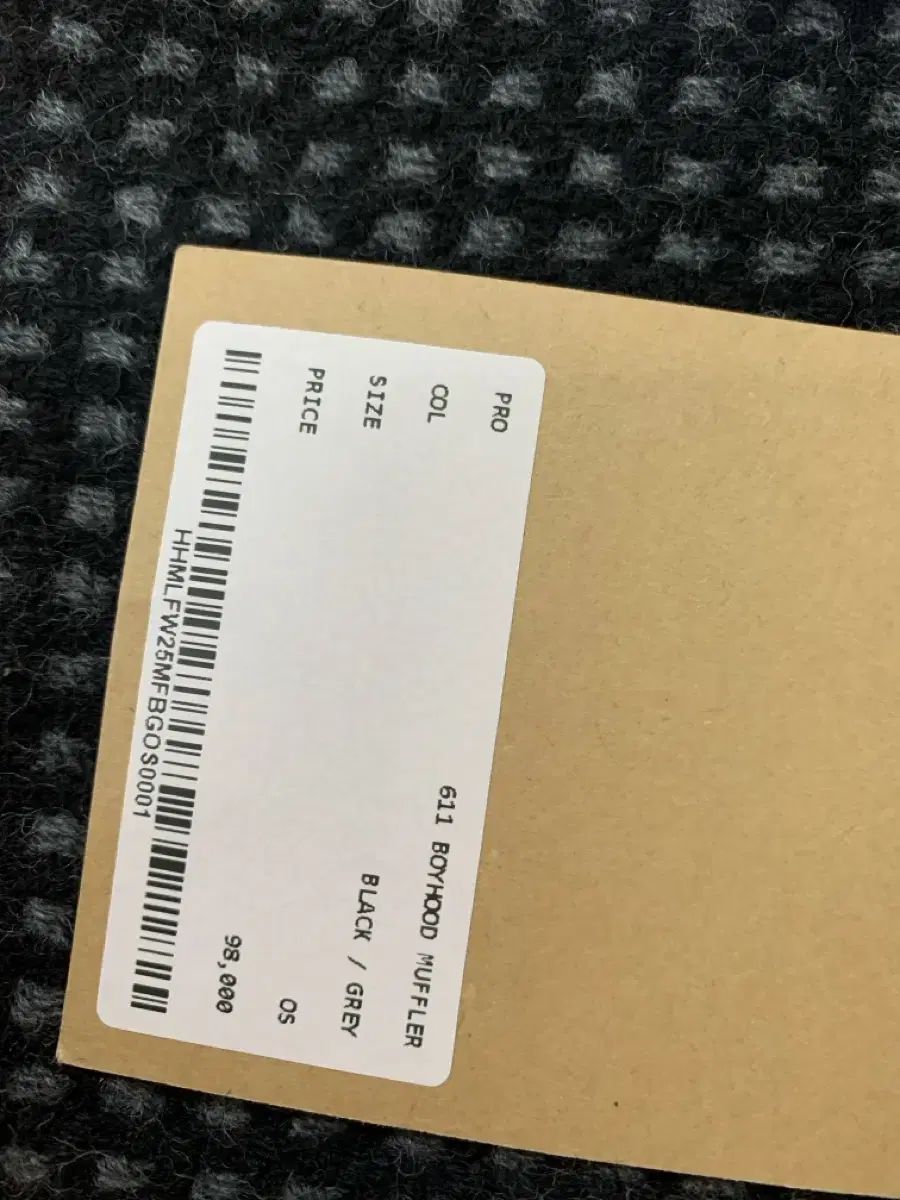 PRO 611 BOYHOOD MUFFLER
COL BLACK / GREY
SIZE OS
PRICE 98,000
HHMLFW25MFBGOS0001